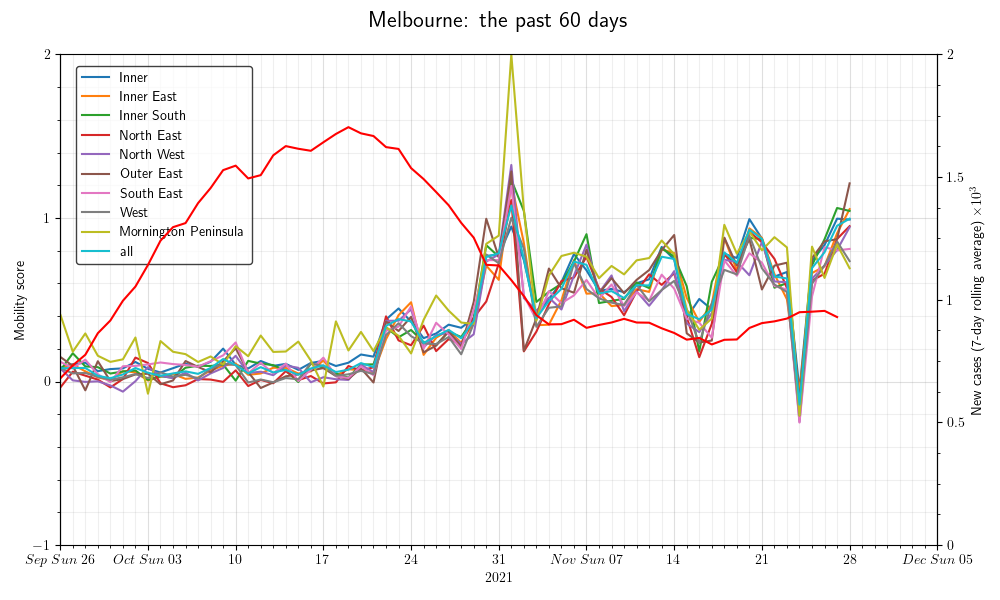 Melbourne: the past 60 days
Inner
Inner East
Inner South
North East
North West
Outer East
South East
West
Mornington Peninsula
all
Mobility score
2
1
0
−1
2
1.5
1
0.5
0
New cases (7-day rolling average) ×10³
Sep Sun 26 Oct Sun 03 10 17 24 31 Nov Sun 07 14 21 28 Dec Sun 05
2021